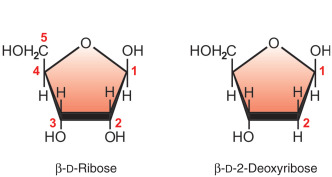 5
HOH₂C O OH
4 C C 1
H H H H
3 C C 2
HO OH
β-D-Ribose
HOH₂C O OH
C C 1
H H H H
C C 2
HO H
β-D-2-Deoxyribose